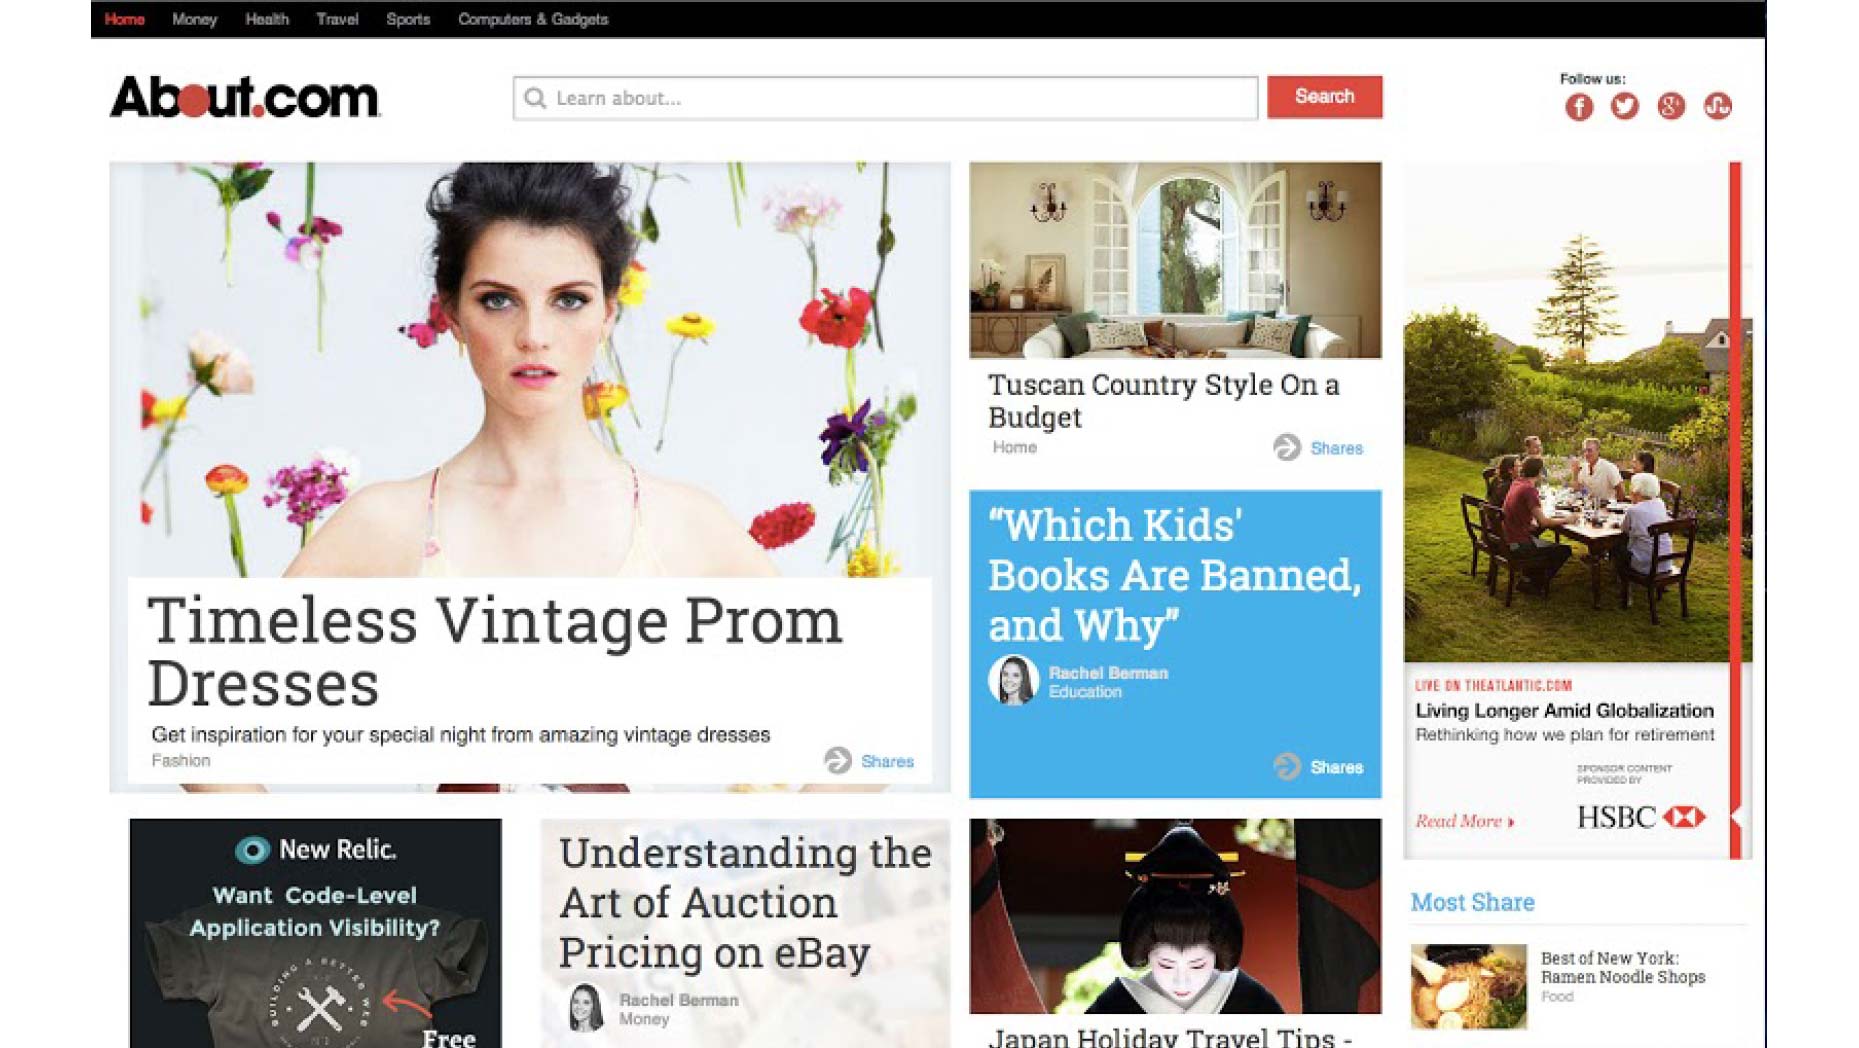 Home Money Health Travel Sports Computers & Gadgets
About.com
Learn about...
Search
Follow us:
Timeless Vintage Prom
Dresses
Get inspiration for your special night from amazing vintage dresses
Fashion
Shares
Tuscan Country Style On a
Budget
Home
Shares
“Which Kids'
Books Are Banned,
and Why”
Rachel Berman
Education
Shares
LIVE ON THEATLANTIC.COM
Living Longer Amid Globalization
Rethinking how we plan for retirement
SPONSOR CONTENT
PROVIDED BY
Read More
HSBC
New Relic.
Want Code-Level
Application Visibility?
BUILDING A BETTER WEB
Free
Understanding the
Art of Auction
Pricing on eBay
Rachel Berman
Money
Japan Holiday Travel Tips -
Most Share
Best of New York:
Ramen Noodle Shops
Food